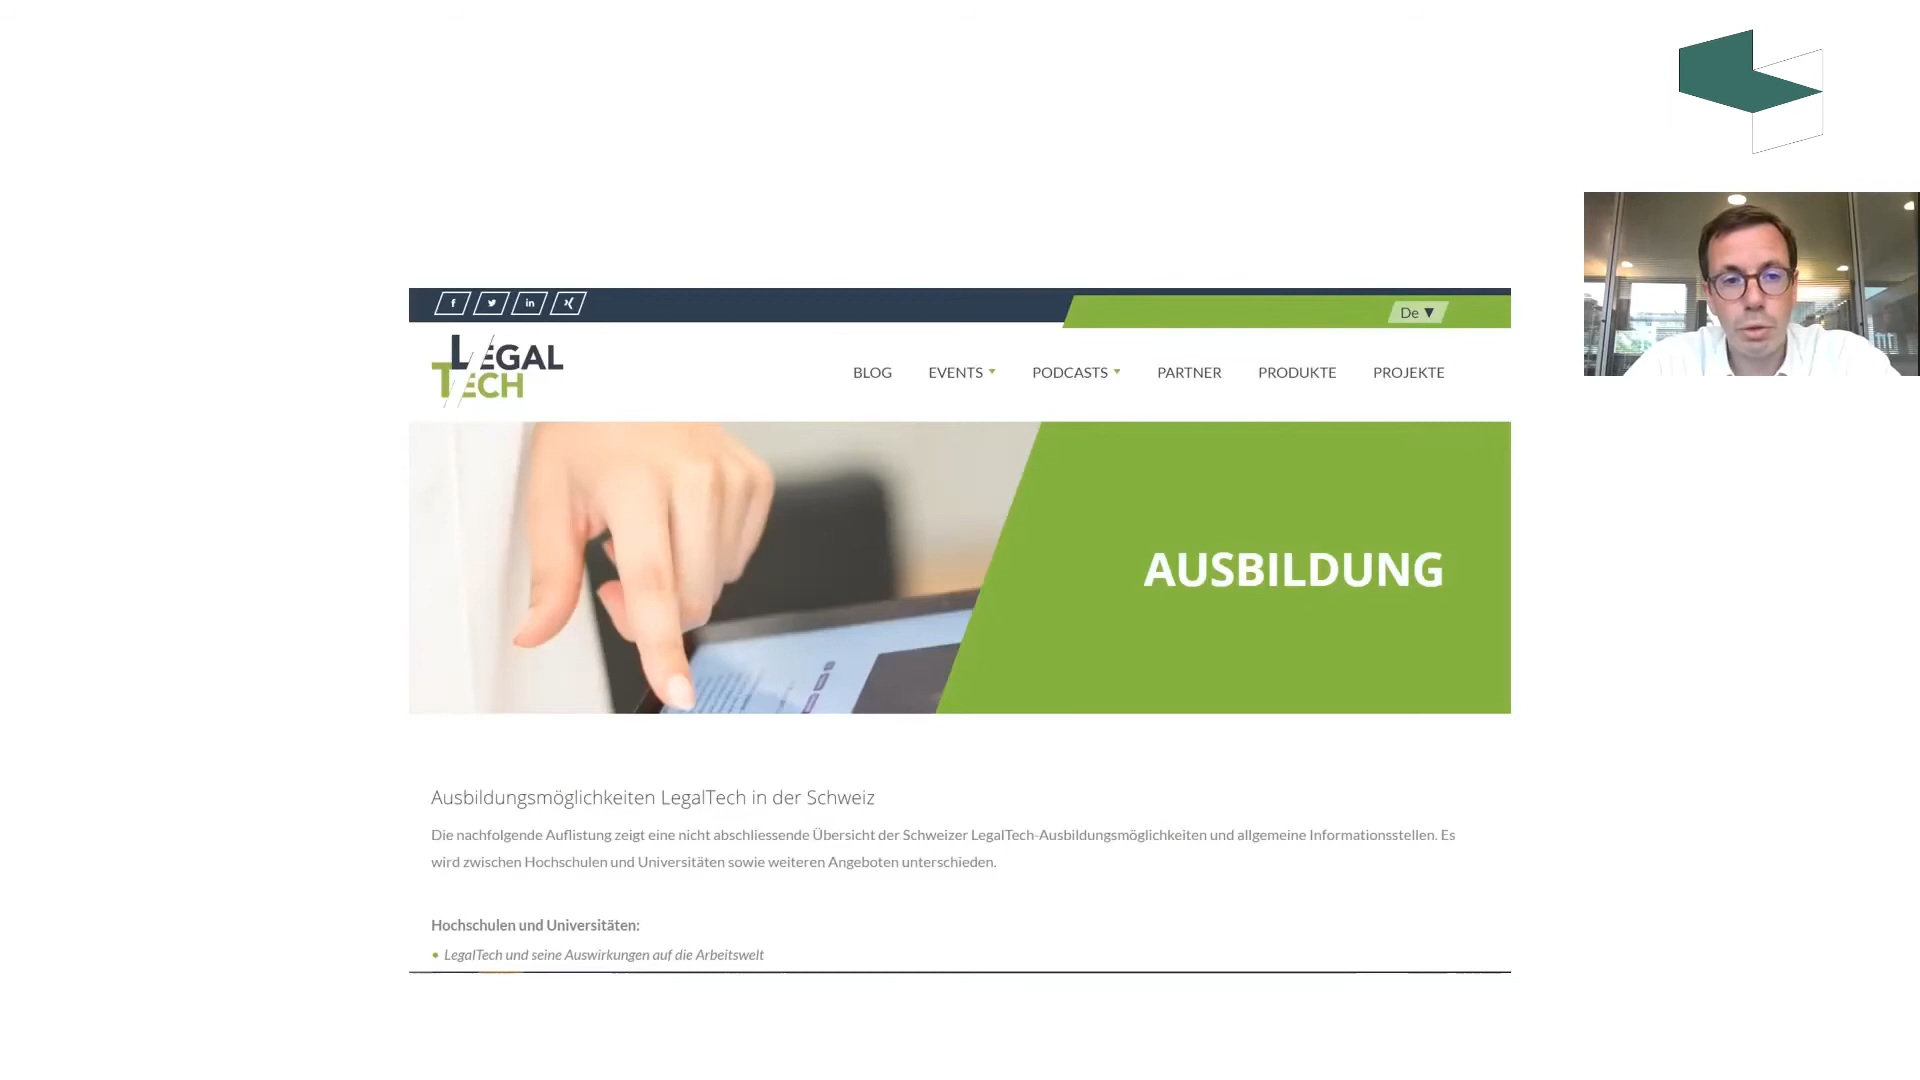 De ▼
LEGAL
TECH
BLOG EVENTS PODCASTS PARTNER PRODUKTE PROJEKTE
AUSBILDUNG
Ausbildungsmöglichkeiten LegalTech in der Schweiz
Die nachfolgende Auflistung zeigt eine nicht abschliessende Übersicht der Schweizer LegalTech-Ausbildungsmöglichkeiten und allgemeine Informationsstellen. Es
wird zwischen Hochschulen und Universitäten sowie weiteren Angeboten unterschieden.
Hochschulen und Universitäten:
• LegalTech und seine Auswirkungen auf die Arbeitswelt